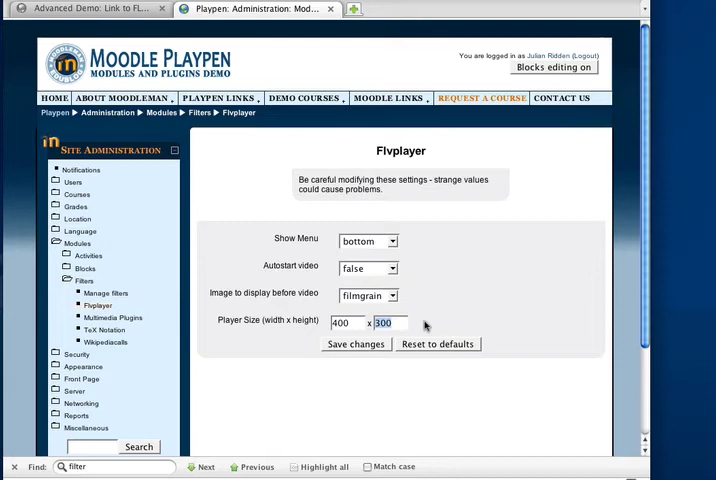 Advanced Demo: Link to FL...
Playpen: Administration: Mod...
MOODLE PLAYPEN
MODULES AND PLUGINS DEMO
You are logged in as Julian Ridden (Logout)
Blocks editing on
HOME ABOUT MOODLEMAN PLAYPEN LINKS DEMO COURSES MOODLE LINKS REQUEST A COURSE CONTACT US
Playpen ▶ Administration ▶ Modules ▶ Filters ▶ Flvplayer
in SITE ADMINISTRATION
Notifications
Users
Courses
Grades
Location
Language
Modules
Activities
Blocks
Filters
Manage filters
Flvplayer
Multimedia Plugins
TeX Notation
Wikipediacalls
Security
Appearance
Front Page
Server
Networking
Reports
Miscellaneous
Search
Flvplayer
Be careful modifying these settings - strange values
could cause problems.
Show Menu bottom
Autostart video false
Image to display before video filmgrain
Player Size (width x height) 400 x 300
Save changes Reset to defaults
Find: filter Next Previous Highlight all Match case